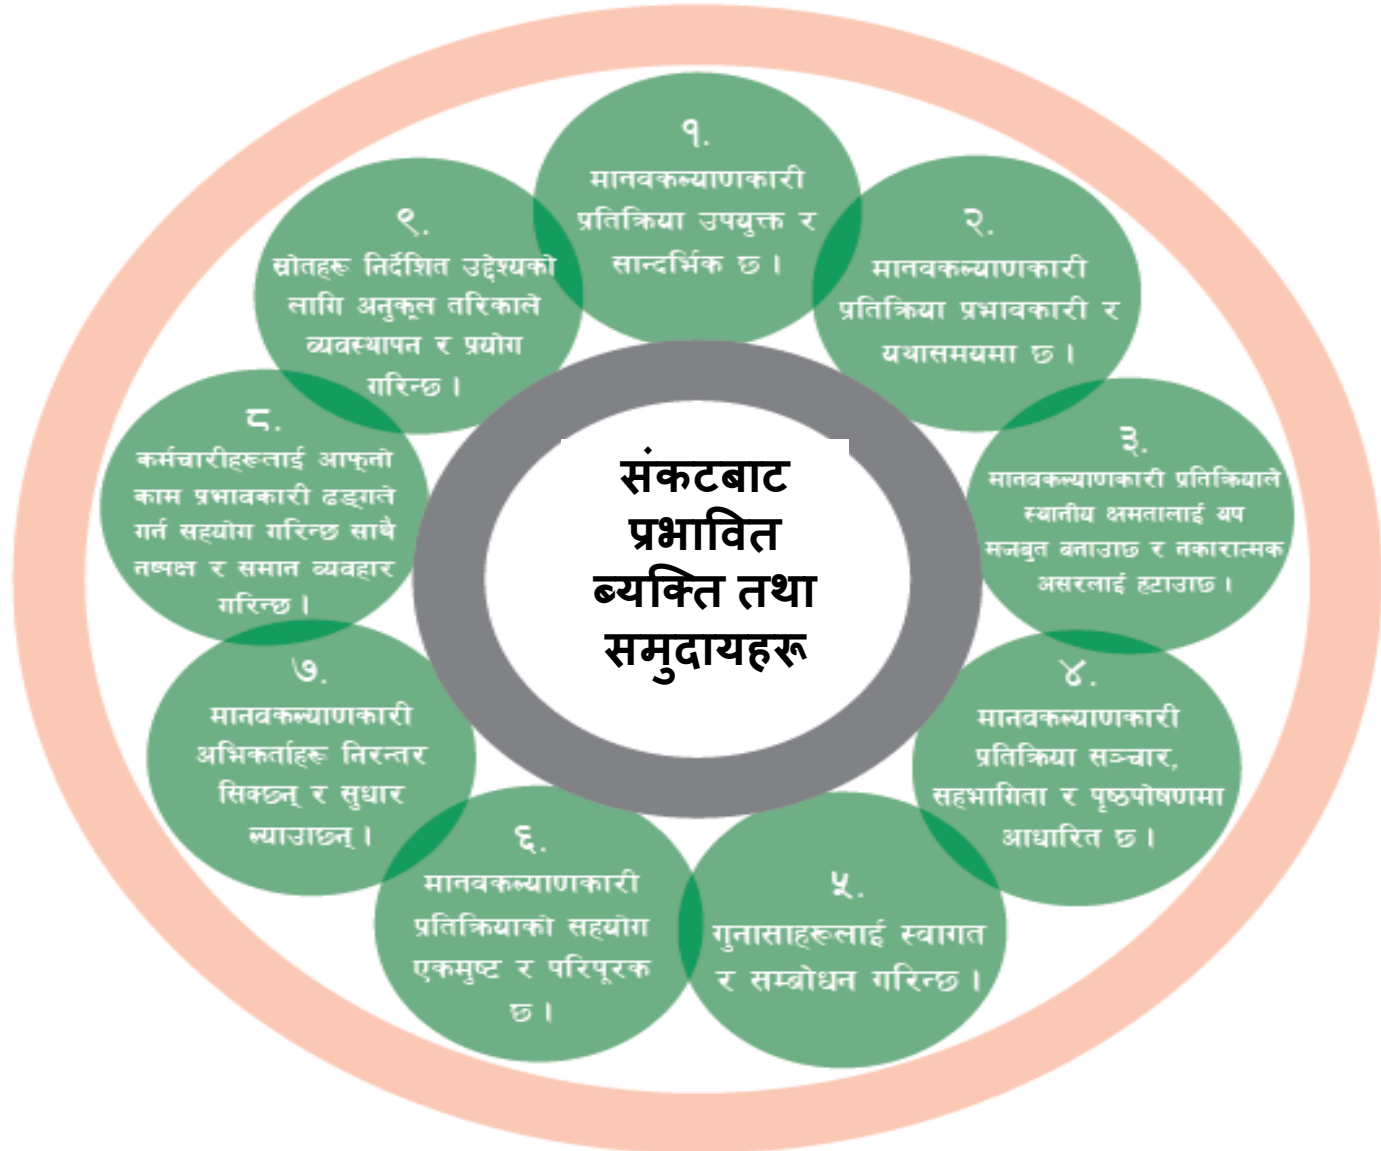 १.
मानवकल्याणकारी
प्रतिक्रिया उपयुक्त र
सान्दर्भिक छ ।
२.
मानवकल्याणकारी
प्रतिक्रिया प्रभावकारी र
यथासमयमा छ ।
३.
मानवकल्याणकारी प्रतिक्रियाले
स्थानीय क्षमतालाई थप
मजबुत बनाउाछ र नकारात्मक
असरलाई हटाउाछ ।
४.
मानवकल्याणकारी
प्रतिक्रिया सञ्चार,
सहभागिता र पृष्ठपोषणमा
आधारित छ ।
५.
गुनासाहरूलाई स्वागत
र सम्बोधन गरिन्छ ।
६.
मानवकल्याणकारी
प्रतिक्रियाको सहयोग
एकमुष्ट र परिपूरक
छ ।
७.
मानवकल्याणकारी
अभिकर्ताहरू निरन्तर
सिक्छन् र सुधार
ल्याउाछन् ।
८.
कर्मचारीहरूलाई आफ्नो
काम प्रभावकारी ढड्गले
गर्न सहयोग गरिन्छ साथै
नष्पक्ष र समान व्यवहार
गरिन्छ ।
९.
स्रोतहरू निर्देशित उद्देश्यको
लागि अनुकूल तरिकाले
व्यवस्थापन र प्रयोग
गरिन्छ ।
संकटबाट
प्रभावित
ब्यक्ति तथा
समुदायहरू